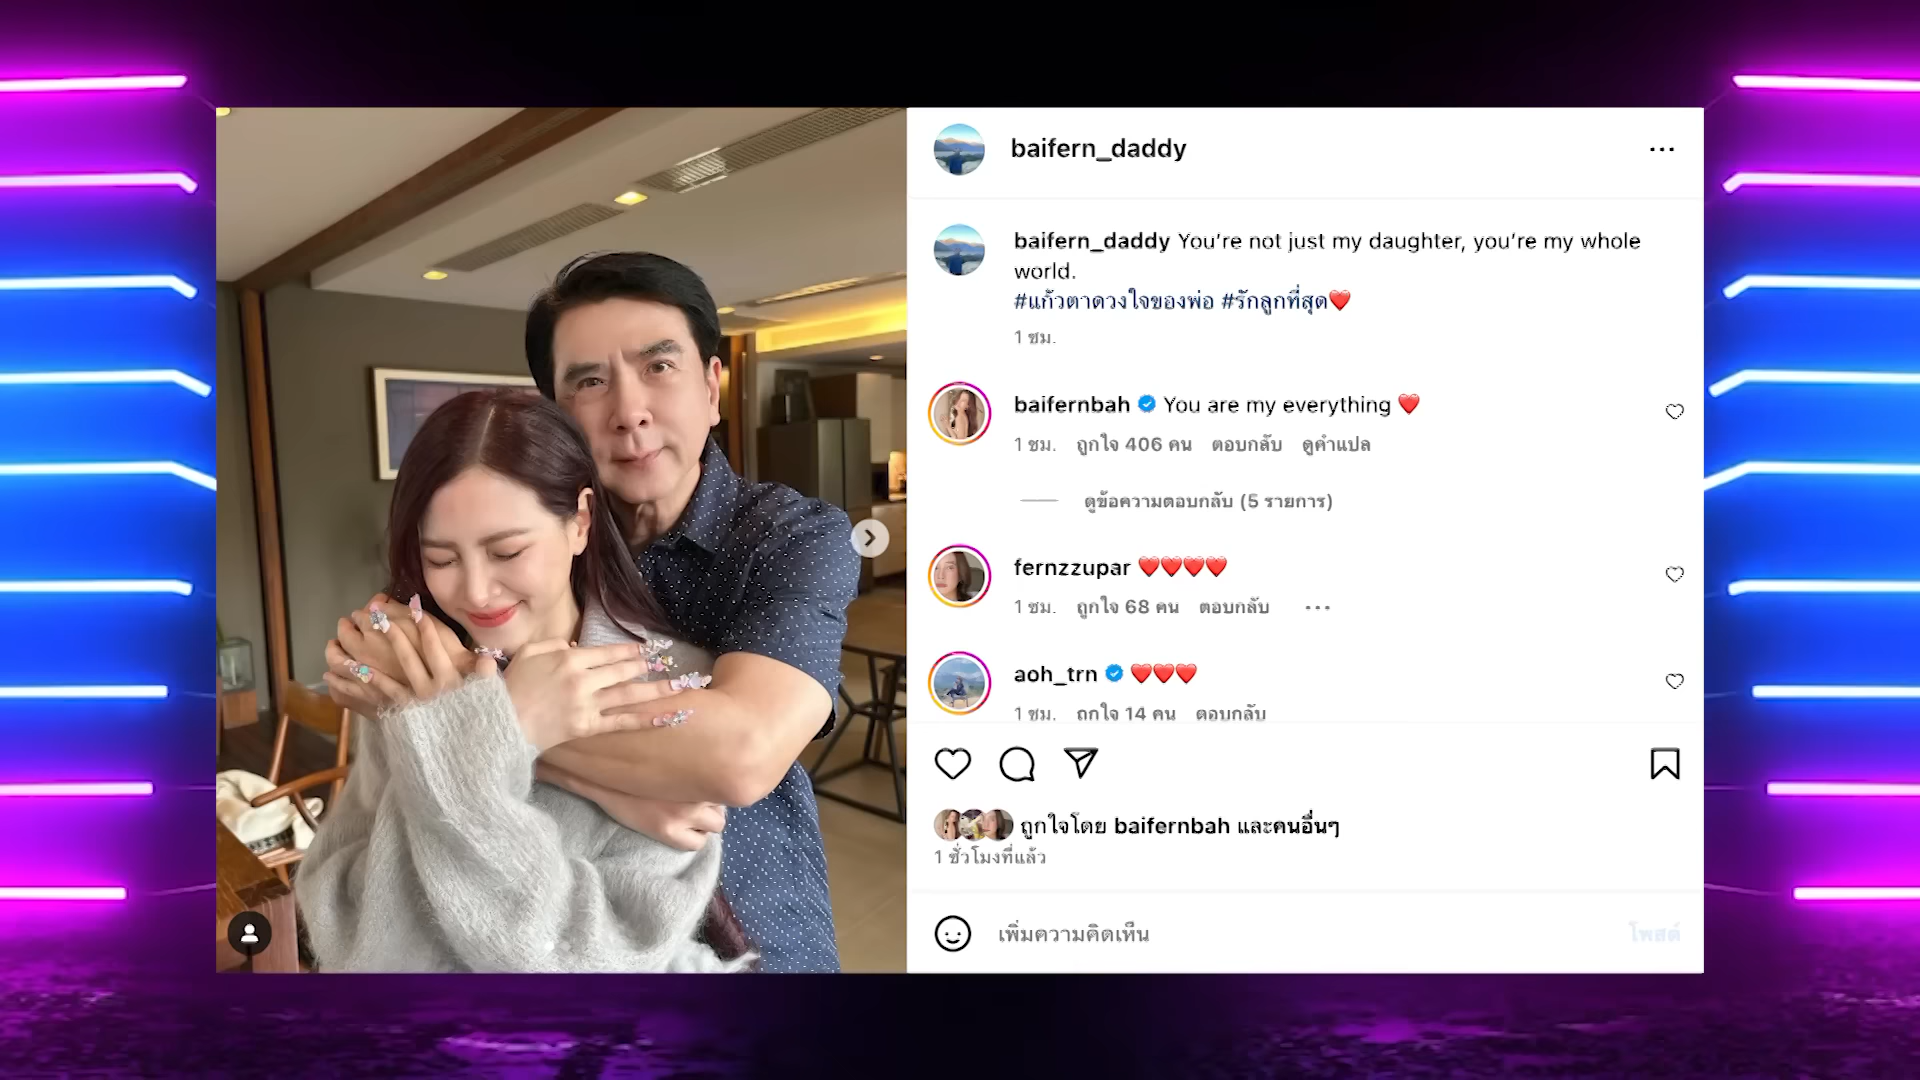 baifern_daddy
baifern_daddy You're not just my daughter, you're my whole
world.
#แก้วตาดวงใจของพ่อ #รักลูกที่สุด❤️
1 ชม.
baifernbah You are my everything ❤️
1 ชม. ถูกใจ 406 คน ตอบกลับ ดูคำแปล
ดูข้อความตอบกลับ (5 รายการ)
fernzzupar ❤️❤️❤️❤️
1 ชม. ถูกใจ 68 คน ตอบกลับ
aoh_trn ❤️❤️❤️
1 ชม. ถูกใจ 14 คน ตอบกลับ
ถูกใจโดย baifernbah และคนอื่นๆ
1 ชั่วโมงที่แล้ว
เพิ่มความคิดเห็น
โพสต์